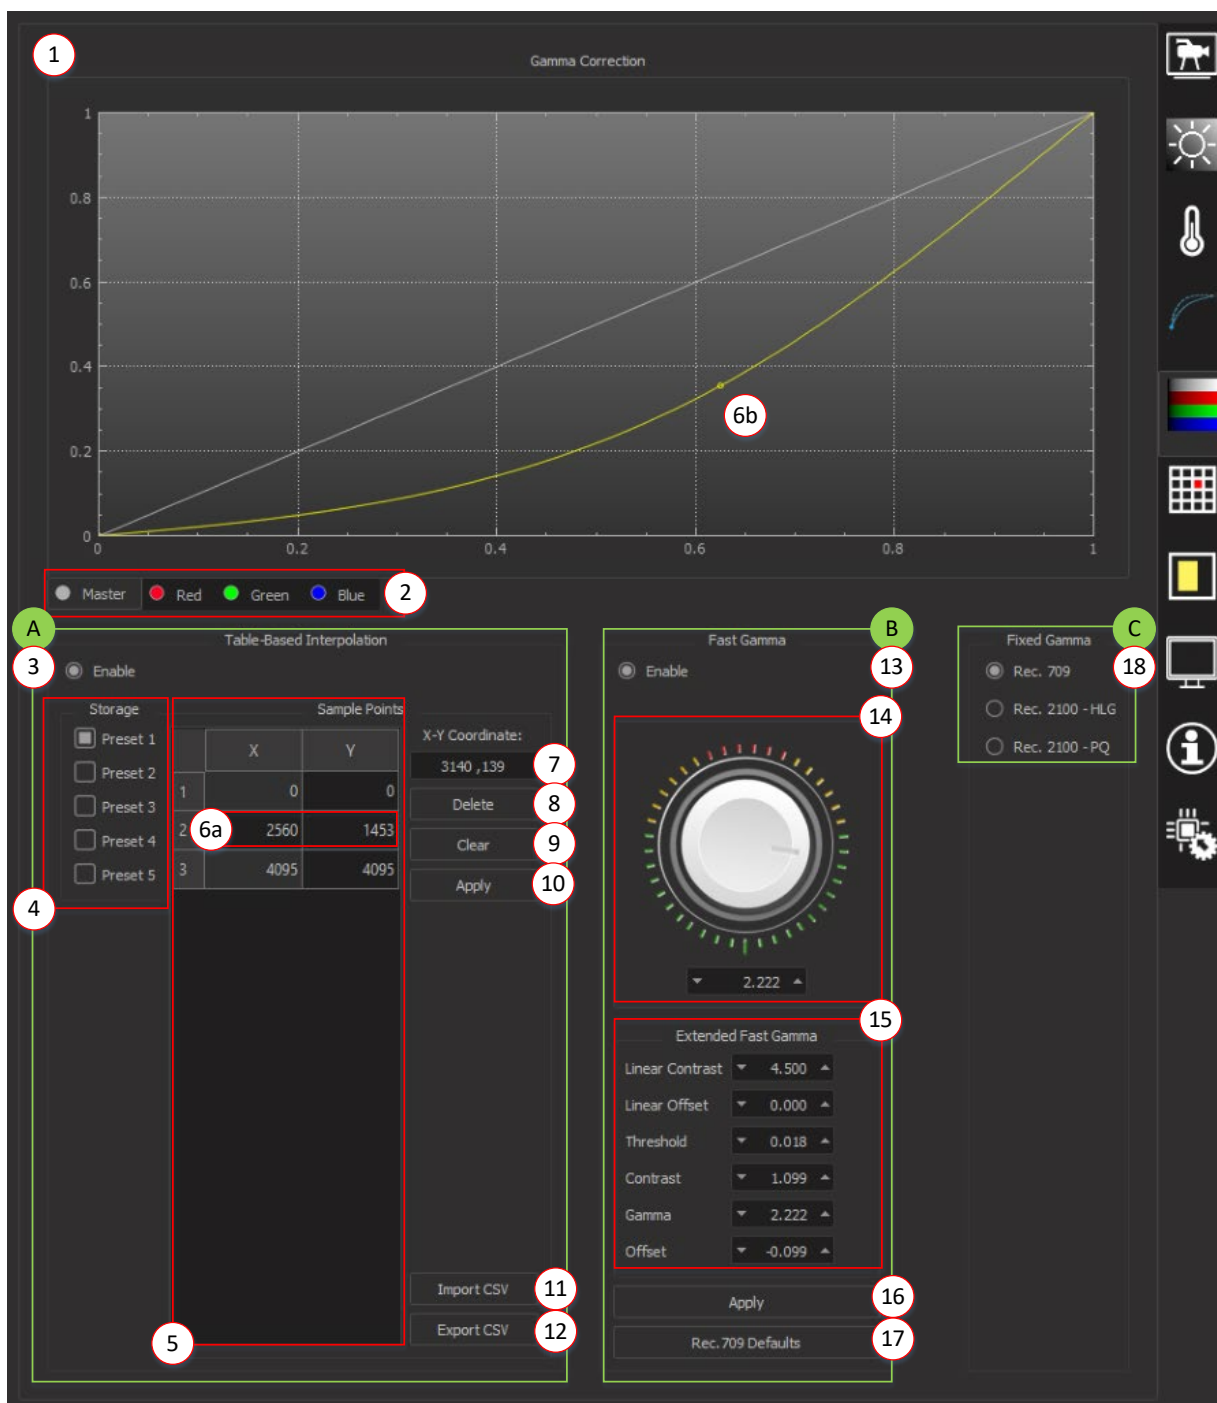 1
Gamma Correction
1
0.8
0.6
0.4
0.2
0
0 0.2 0.4 0.6 0.8 1
6b
Master Red Green Blue 2
A
Table-Based Interpolation
3 Enable
Storage
Preset 1
Preset 2
Preset 3
Preset 4
Preset 5
4
Sample Points
X Y
1 0 0
2 6a 2560 1453
3 4095 4095
5
X-Y Coordinate:
3140 ,139 7
Delete 8
Clear 9
Apply 10
Import CSV 11
Export CSV 12
Fast Gamma B
Enable 13
14
2.222
15
Extended Fast Gamma
Linear Contrast 4.500
Linear Offset 0.000
Threshold 0.018
Contrast 1.099
Gamma 2.222
Offset -0.099
Apply 16
Rec.709 Defaults 17
Fixed Gamma C
Rec. 709 18
Rec. 2100 - HLG
Rec. 2100 - PQ